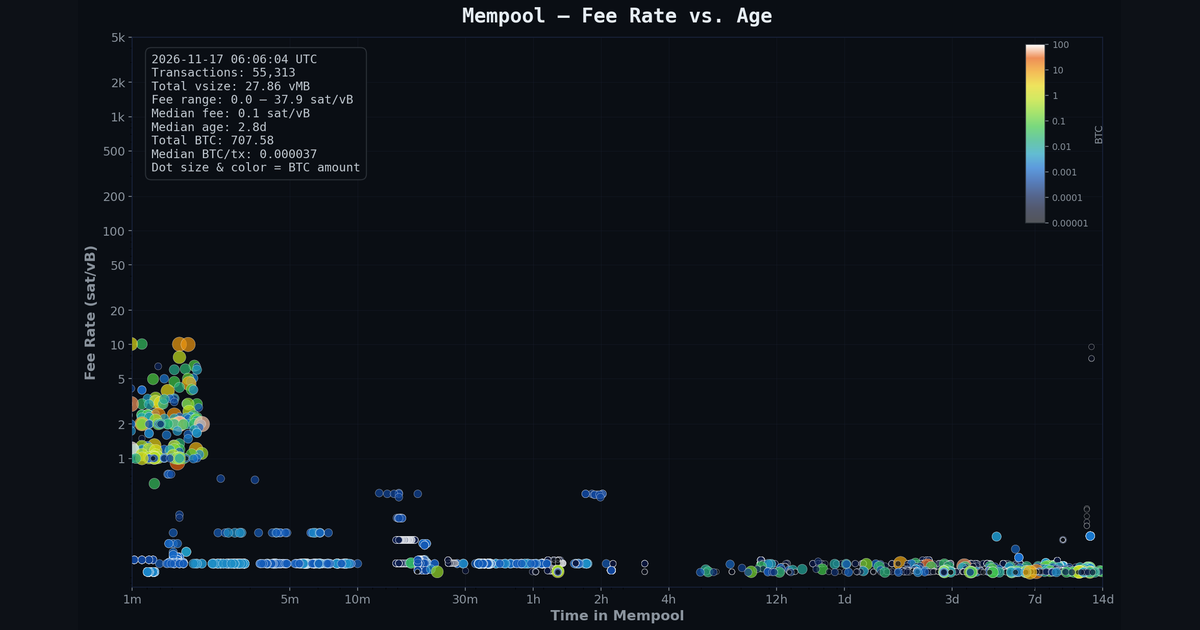 Mempool — Fee Rate vs. Age
5k
2k
1k
500
200
100
50
20
10
5
2
1
Fee Rate (sat/vB)
2026-11-17 06:06:04 UTC
Transactions: 55,313
Total vsize: 27.86 vMB
Fee range: 0.0 – 37.9 sat/vB
Median fee: 0.1 sat/vB
Median age: 2.8d
Total BTC: 707.58
Median BTC/tx: 0.000037
Dot size & color = BTC amount
100
10
1
0.1
0.01
0.001
0.0001
0.00001
BTC
1m
5m
10m
30m
1h
2h
4h
12h
1d
3d
7d
14d
Time in Mempool